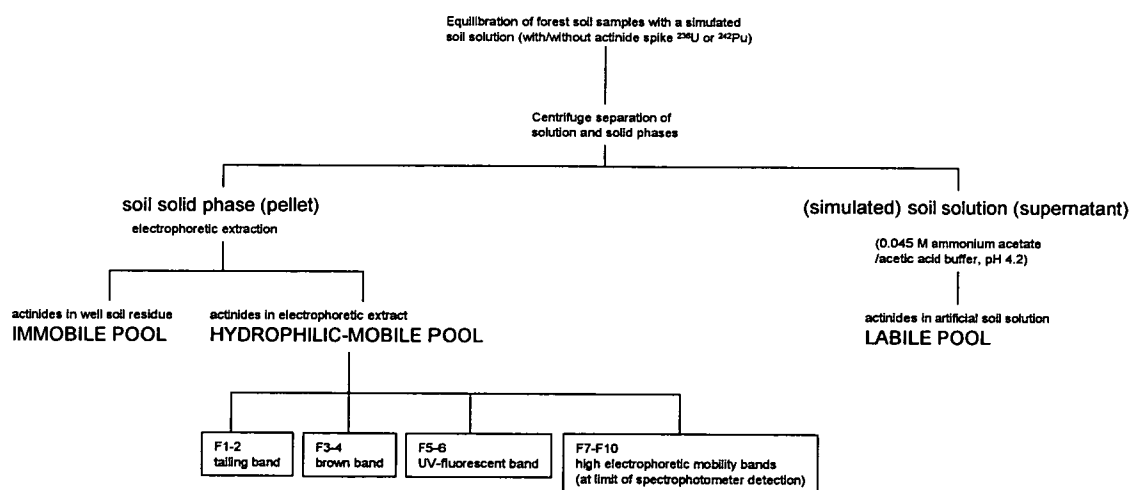 Equilibration of forest soil samples with a simulated
soil solution (with/without actinide spike ²³⁶U or ²⁴²Pu)
Centrifuge separation of
solution and solid phases
soil solid phase (pellet)
electrophoretic extraction
(simulated) soil solution (supernatant)
(0.045 M ammonium acetate
/acetic acid buffer, pH 4.2)
actinides in well soil residue
IMMOBILE POOL
actinides in electrophoretic extract
HYDROPHILIC-MOBILE POOL
actinides in artificial soil solution
LABILE POOL
F1-2
tailing band
F3-4
brown band
F5-6
UV-fluorescent band
F7-F10
high electrophoretic mobility bands
(at limit of spectrophotometer detection)